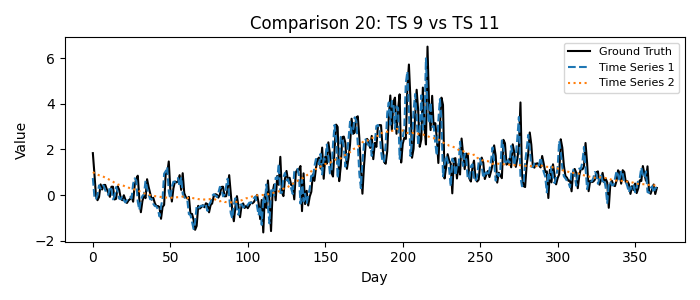 Comparison 20: TS 9 vs TS 11
Ground Truth
Time Series 1
Time Series 2
Value
6
4
2
0
−2
0
50
100
150
200
250
300
350
Day